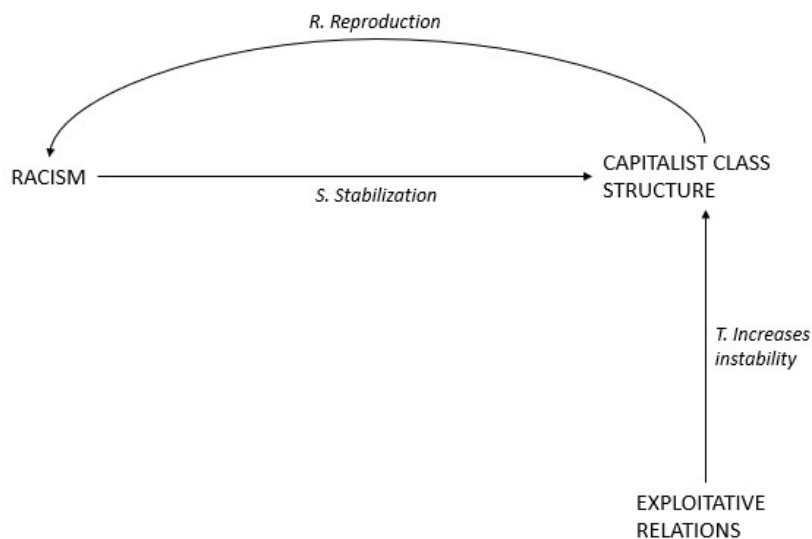 R. Reproduction
RACISM
CAPITALIST CLASS
STRUCTURE
S. Stabilization
T. Increases
instability
EXPLOITATIVE
RELATIONS